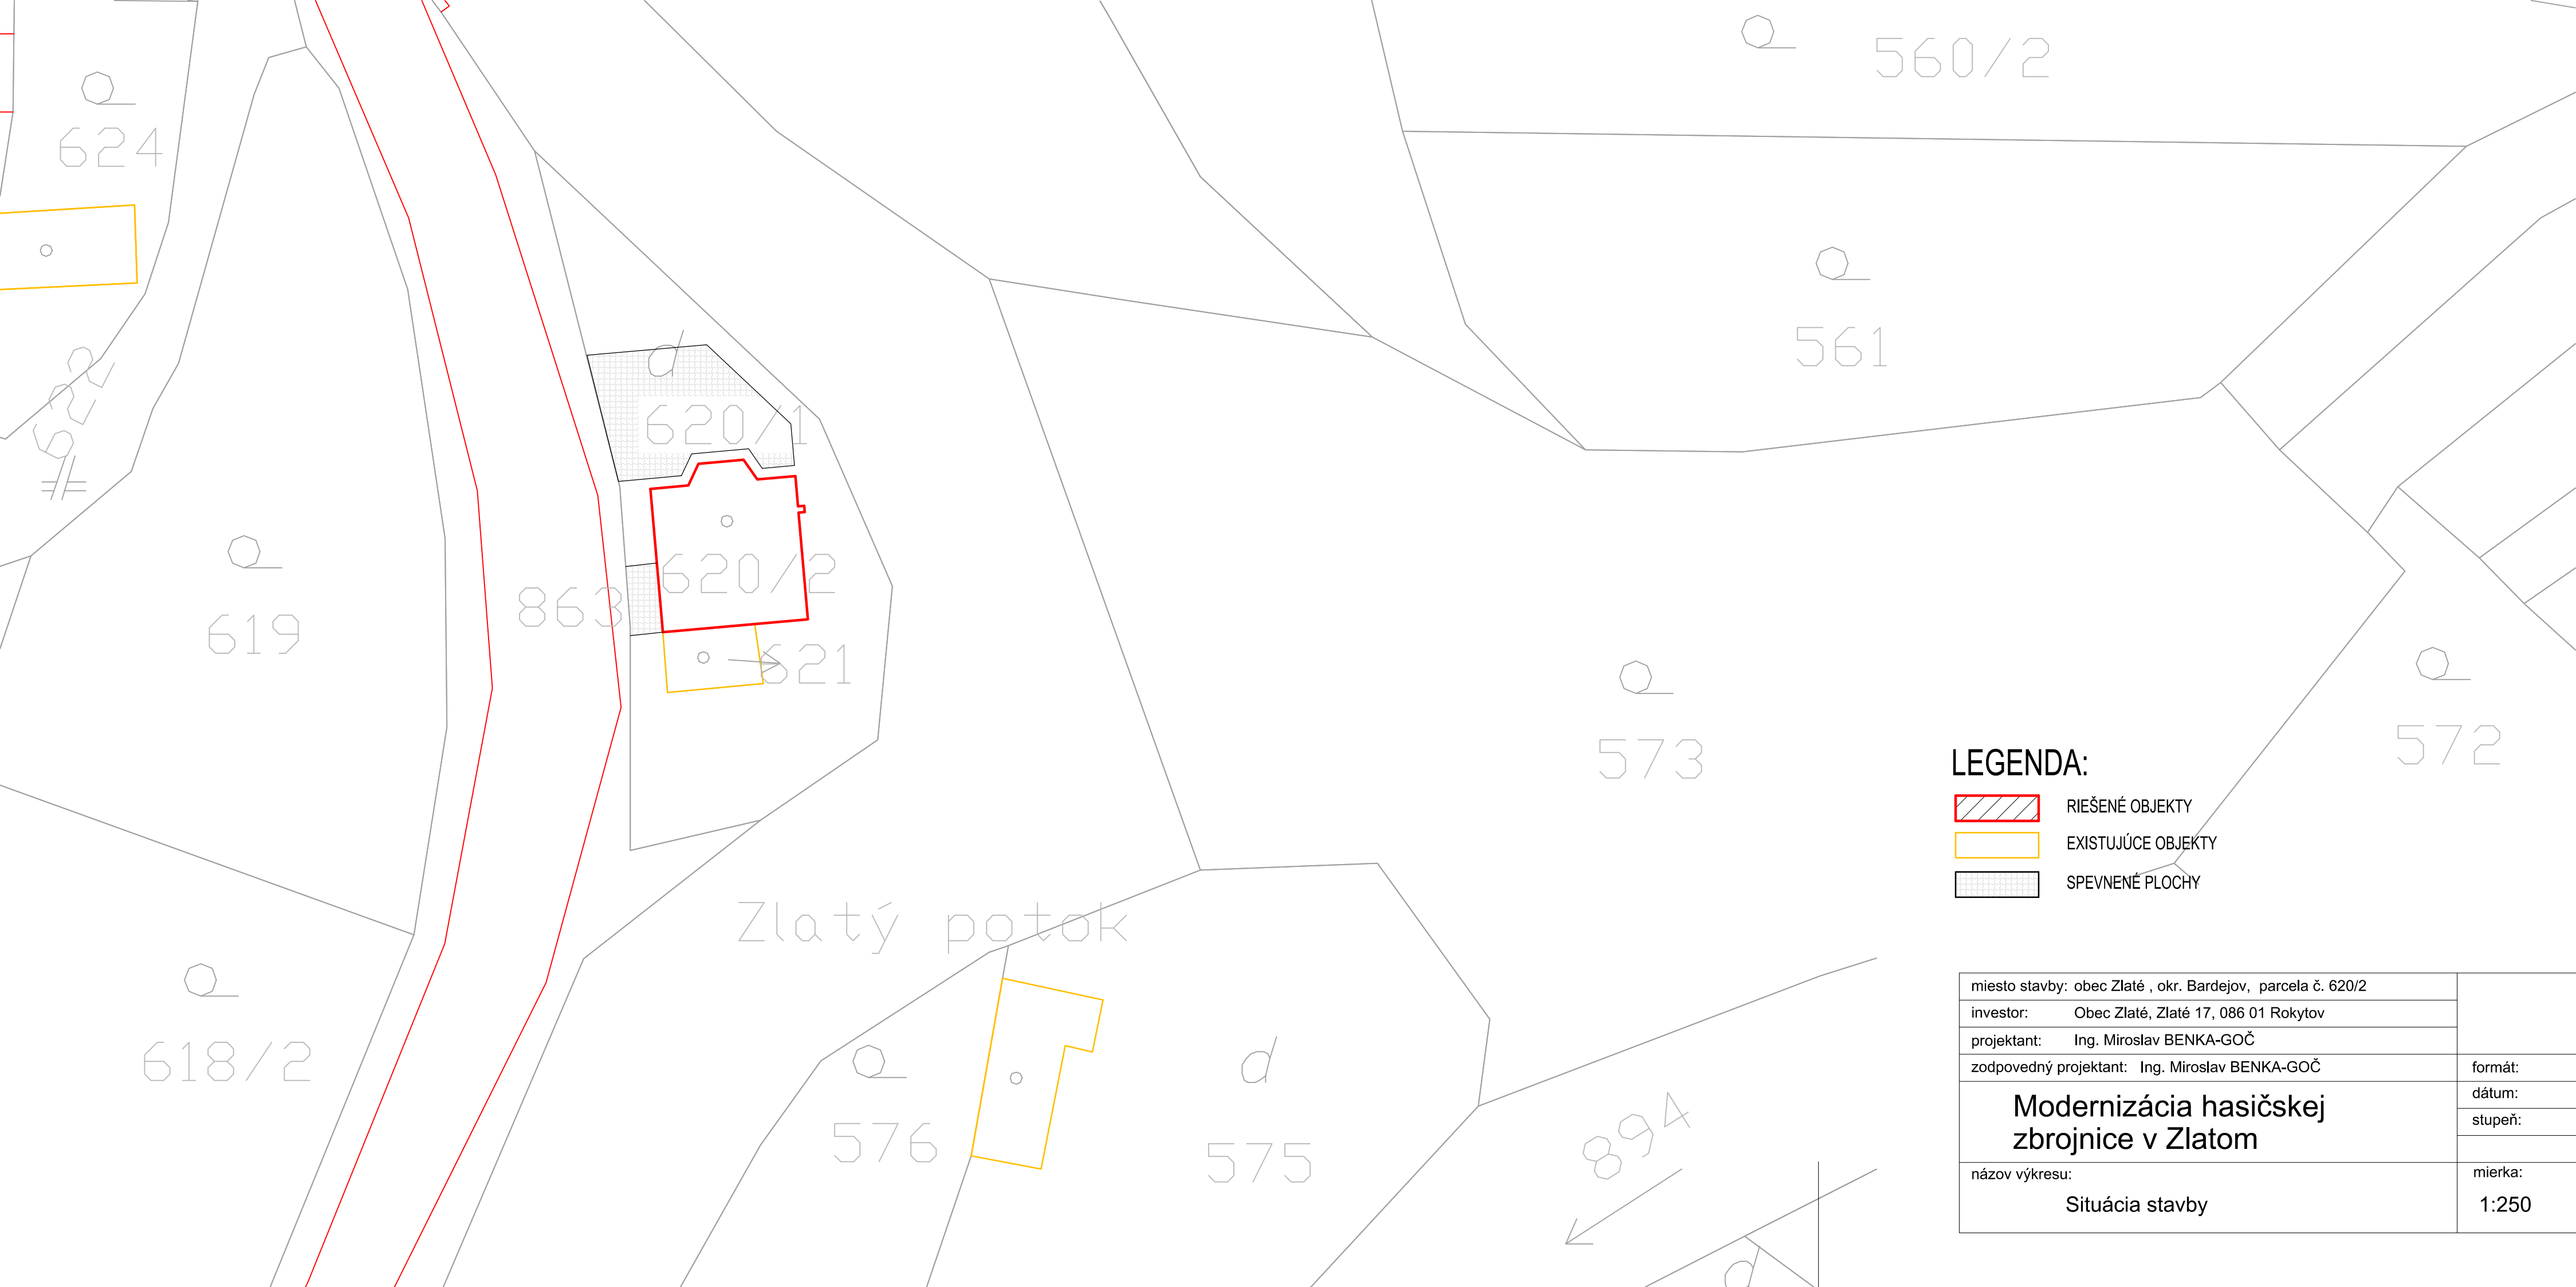 560/2
624
561
620/1
620/2
863
619
621
573
572
LEGENDA:
RIEŠENÉ OBJEKTY
EXISTUJÚCE OBJEKTY
SPEVNENÉ PLOCHY
Zlatý potok
618/2
576
575
894
miesto stavby: obec Zlaté , okr. Bardejov, parcela č. 620/2
investor: Obec Zlaté, Zlaté 17, 086 01 Rokytov
projektant: Ing. Miroslav BENKA-GOČ
zodpovedný projektant: Ing. Miroslav BENKA-GOČ
formát:
dátum:
stupeň:
Modernizácia hasičskej
zbrojnice v Zlatom
názov výkresu:
Situácia stavby
mierka:
1:250